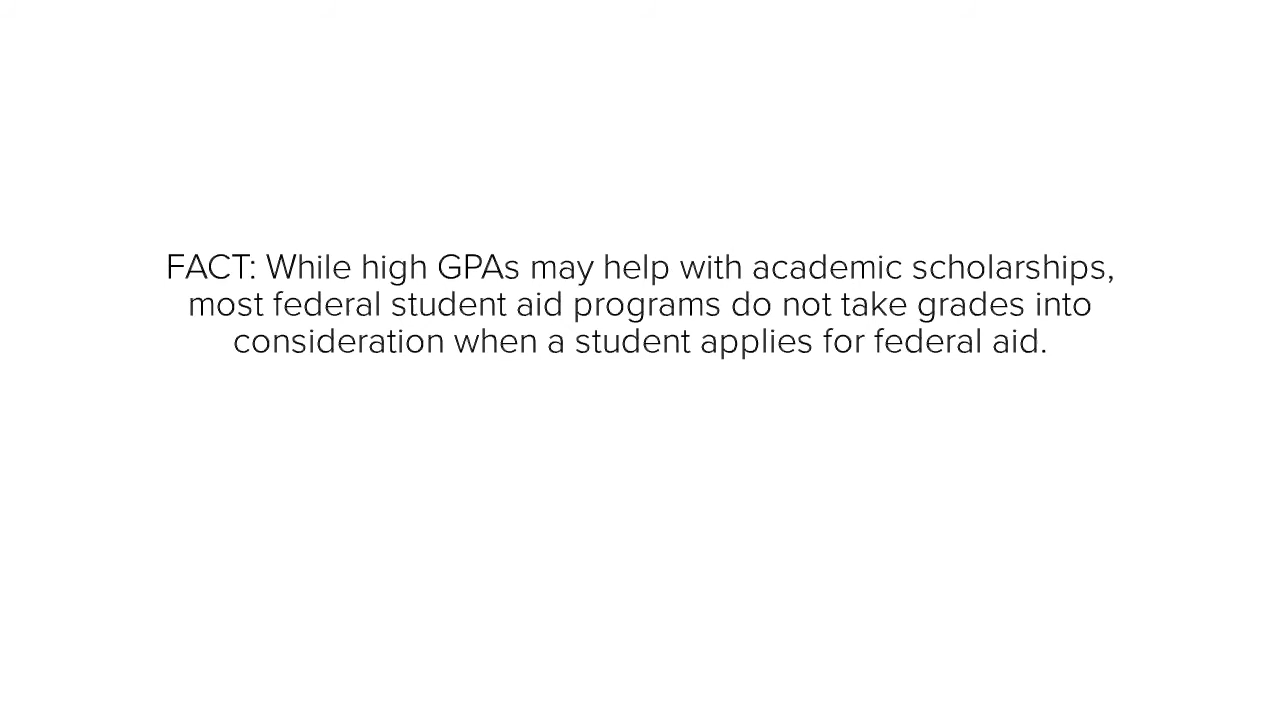 FACT: While high GPAs may help with academic scholarships,
most federal student aid programs do not take grades into
consideration when a student applies for federal aid.